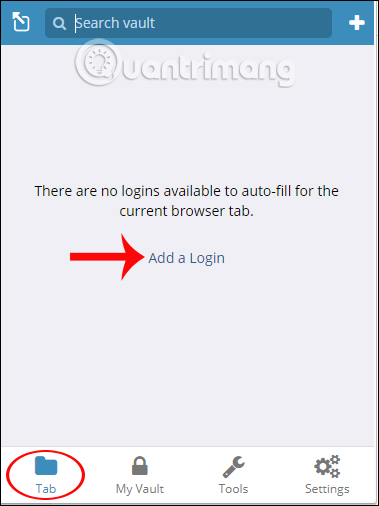 Search vault
Quantrimang
There are no logins available to auto-fill for the
current browser tab.
Add a Login
Tab
My Vault
Tools
Settings